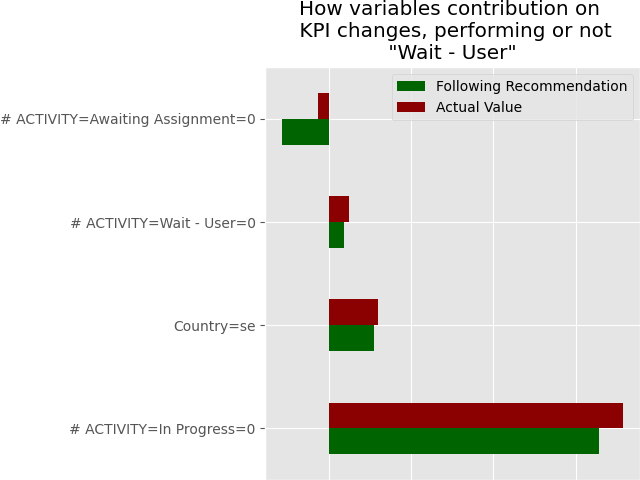 How variables contribution on
KPI changes, performing or not
"Wait - User"
Following Recommendation
Actual Value
# ACTIVITY=Awaiting Assignment=0
# ACTIVITY=Wait - User=0
Country=se
# ACTIVITY=In Progress=0